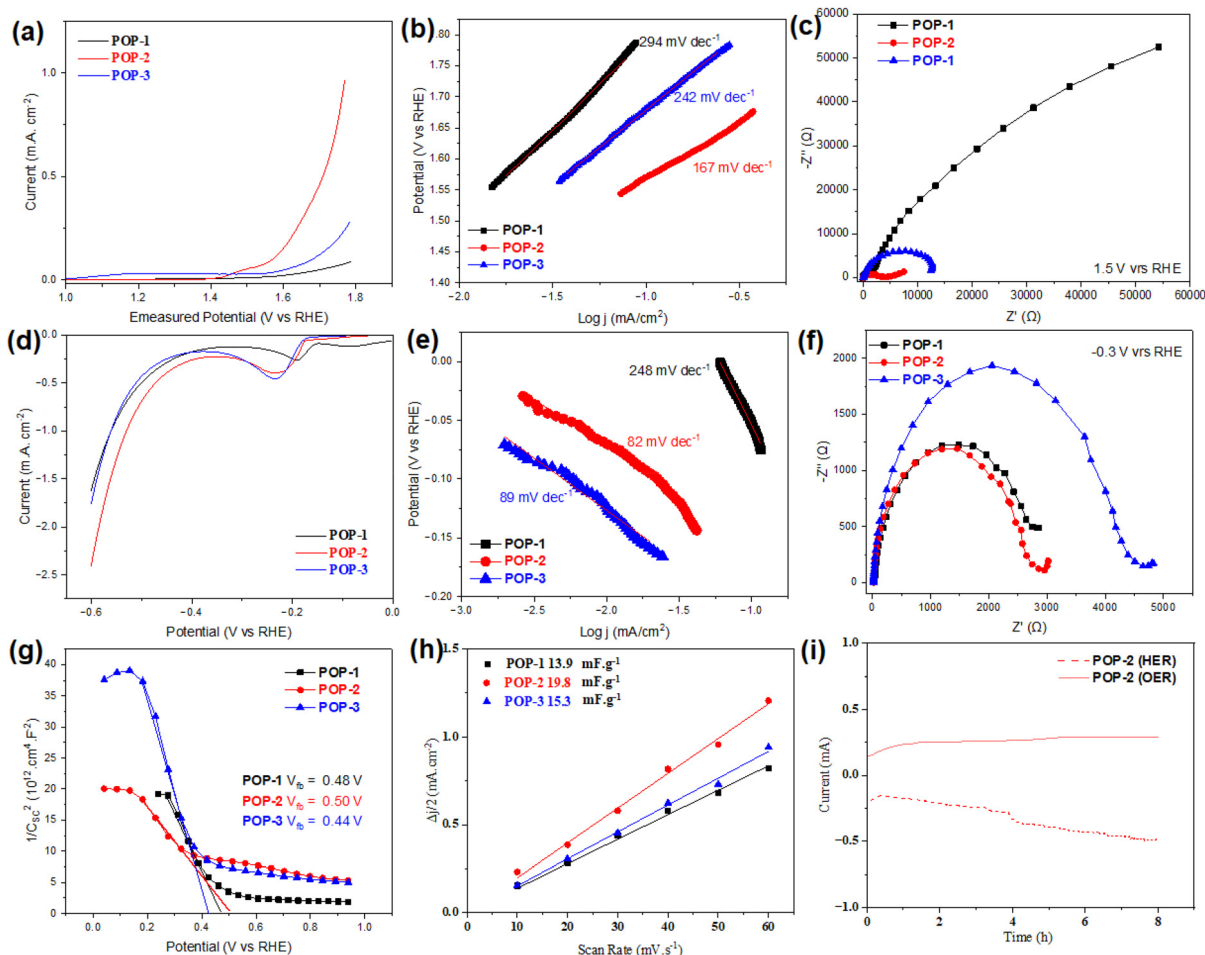 (a)
POP-1
POP-2
POP-3
Current (m.A. cm-2)
1.0
0.5
0.0
1.0 1.2 1.4 1.6 1.8
Emeasured Potential (V vs RHE)
(b)
294 mV dec-1
242 mV dec-1
167 mV dec-1
POP-1
POP-2
POP-3
Potential (V vs RHE)
1.80
1.75
1.70
1.65
1.60
1.55
1.50
1.45
1.40
−2.0 −1.5 −1.0 −0.5
Log j (mA/cm2)
(c)
POP-1
POP-2
POP-1
-Z'' (Ω)
60000
50000
40000
30000
20000
10000
0
1.5 V vrs RHE
0 10000 20000 30000 40000 50000 60000
Z' (Ω)
(d)
Current (m.A. cm-2)
0.0
−0.5
−1.0
−1.5
−2.0
−2.5
POP-1
POP-2
POP-3
−0.6 −0.4 −0.2 0.0
Potential (V vs RHE)
(e)
248 mV dec-1
82 mV dec-1
89 mV dec-1
POP-1
POP-2
POP-3
Potential (V vs RHE)
0.00
−0.05
−0.10
−0.15
−0.20
−3.0 −2.5 −2.0 −1.5 −1.0 −0.5
Log j (mA/cm2)
(f)
POP-1
POP-2
POP-3
-0.3 V vrs RHE
-Z'' (Ω)
2000
1500
1000
500
0
0 1000 2000 3000 4000 5000
Z' (Ω)
(g)
POP-1
POP-2
POP-3
POP-1 Vfb = 0.48 V
POP-2 Vfb = 0.50 V
POP-3 Vfb = 0.44 V
1/Csc2 (1012.cm4.F-2)
40
35
30
25
20
15
10
5
0
0.0 0.2 0.4 0.6 0.8 1.0
Potential (V vs RHE)
(h)
POP-1 13.9 mF.g-1
POP-2 19.8 mF.g-1
POP-3 15.3 mF.g-1
Δj/2 (mA.cm-2)
1.5
1.0
0.5
0.0
0 10 20 30 40 50 60
Scan Rate (mV.s-1)
(i)
POP-2 (HER)
POP-2 (OER)
Current (mA)
1.0
0.5
0.0
−0.5
−1.0
0 2 4 6 8
Time (h)